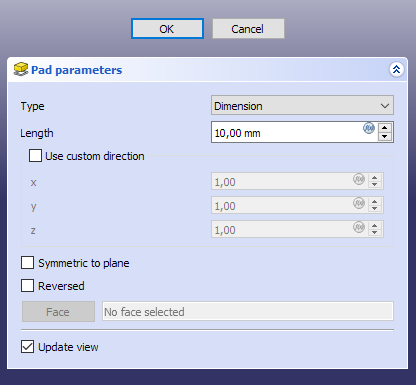 OK Cancel
Pad parameters
Type Dimension
Length 10,00 mm
Use custom direction
x 1,00
y 1,00
z 1,00
Symmetric to plane
Reversed
Face No face selected
Update view